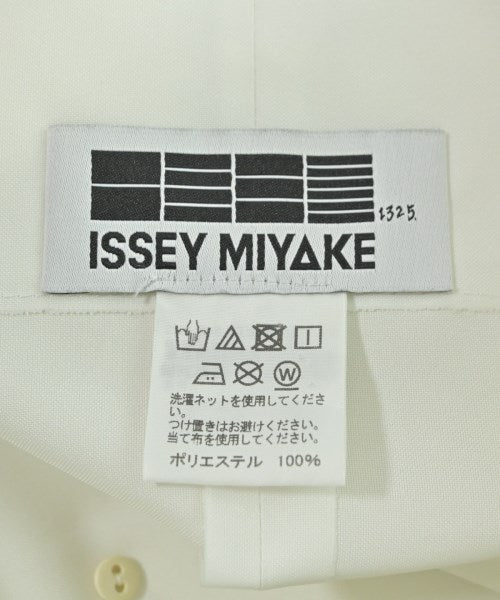 1325.
ISSEY MIYAKE
W
洗濯ネットを使用してくださ
い。
つけ置きはお避けください。
当て布を使用してください。
ポリエステル 100%